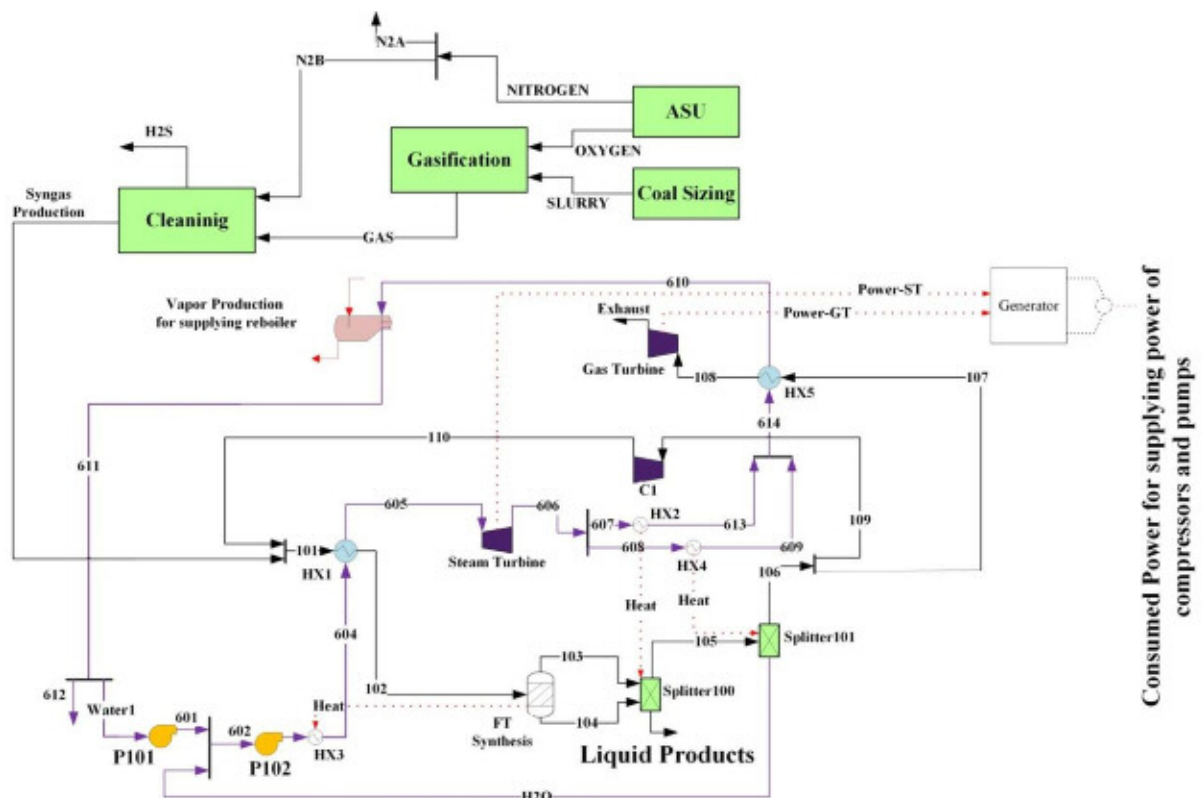 N2A
N2B
NITROGEN
ASU
H2S
Gasification
OXYGEN
Coal Sizing
SLURRY
Syngas
Production
Cleaninig
GAS
610
Power-ST
Generator
Vapor Production
for supplying reboiler
Exhaust
Power-GT
Gas Turbine
108
HX5
107
614
110
C1
611
605
606
607
HX2
613
109
Steam Turbine
608
HX4
609
101
HX1
106
Heat
Heat
604
105
Splitter101
102
103
Splitter100
104
FT
Synthesis
612
Water1
601
602
Heat
P101
P102
HX3
Liquid Products
H2O
Consumed Power for supplying power of
compressors and pumps